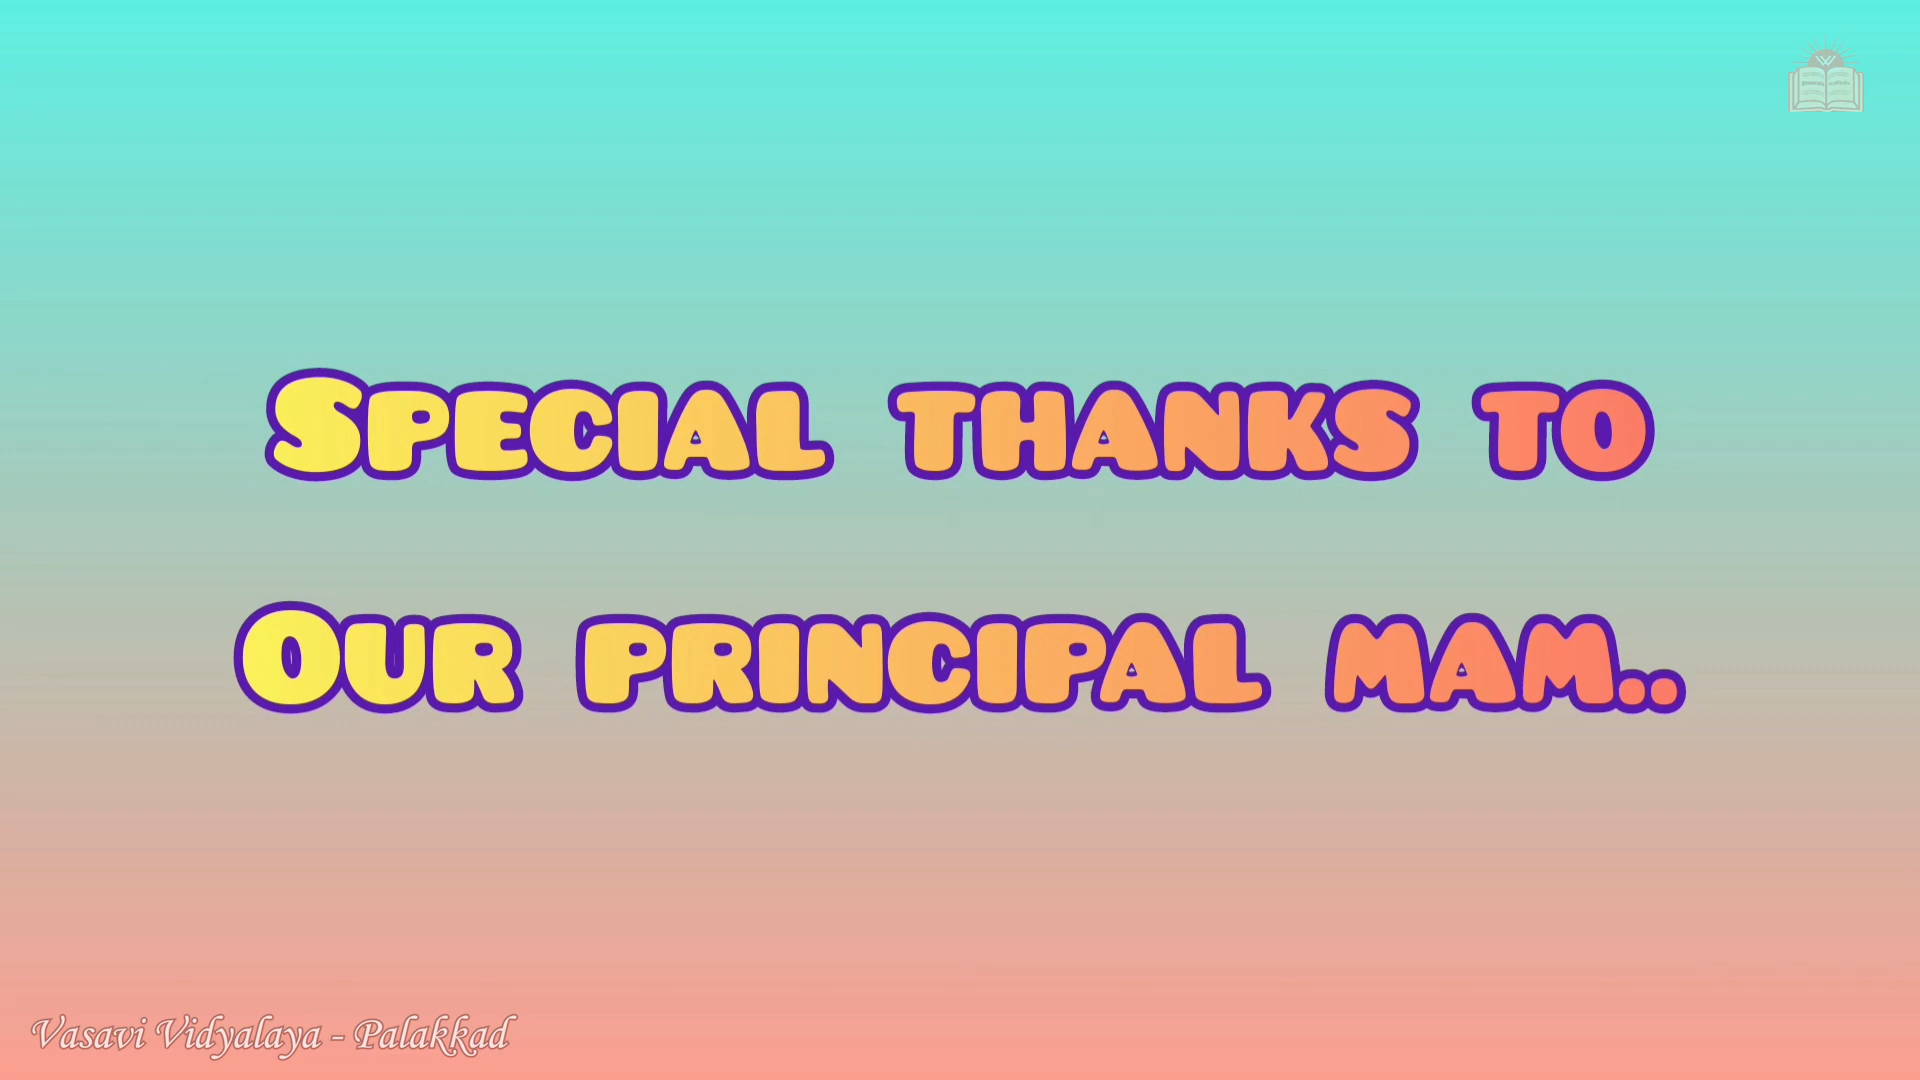 Special thanks to
Our principal mam..
Vasavi Vidyalaya - Palakkad